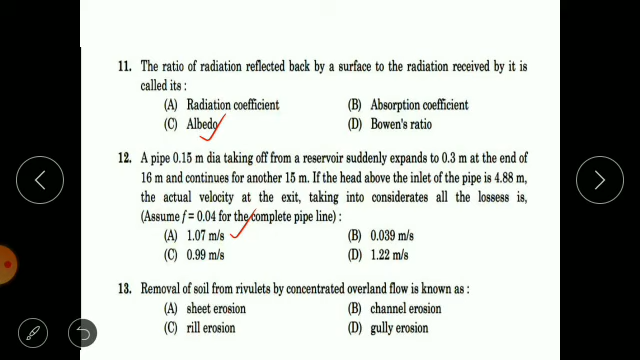 11. The ratio of radiation reflected back by a surface to the radiation received by it is
called its :
(A) Radiation coefficient (B) Absorption coefficient
(C) Albedo (D) Bowen's ratio
12. A pipe 0.15 m dia taking off from a reservoir suddenly expands to 0.3 m at the end of
16 m and continues for another 15 m. If the head above the inlet of the pipe is 4.88 m,
the actual velocity at the exit, taking into considerates all the lossess is,
(Assume f = 0.04 for the complete pipe line) :
(A) 1.07 m/s (B) 0.039 m/s
(C) 0.99 m/s (D) 1.22 m/s
13. Removal of soil from rivulets by concentrated overland flow is known as :
(A) sheet erosion (B) channel erosion
(C) rill erosion (D) gully erosion